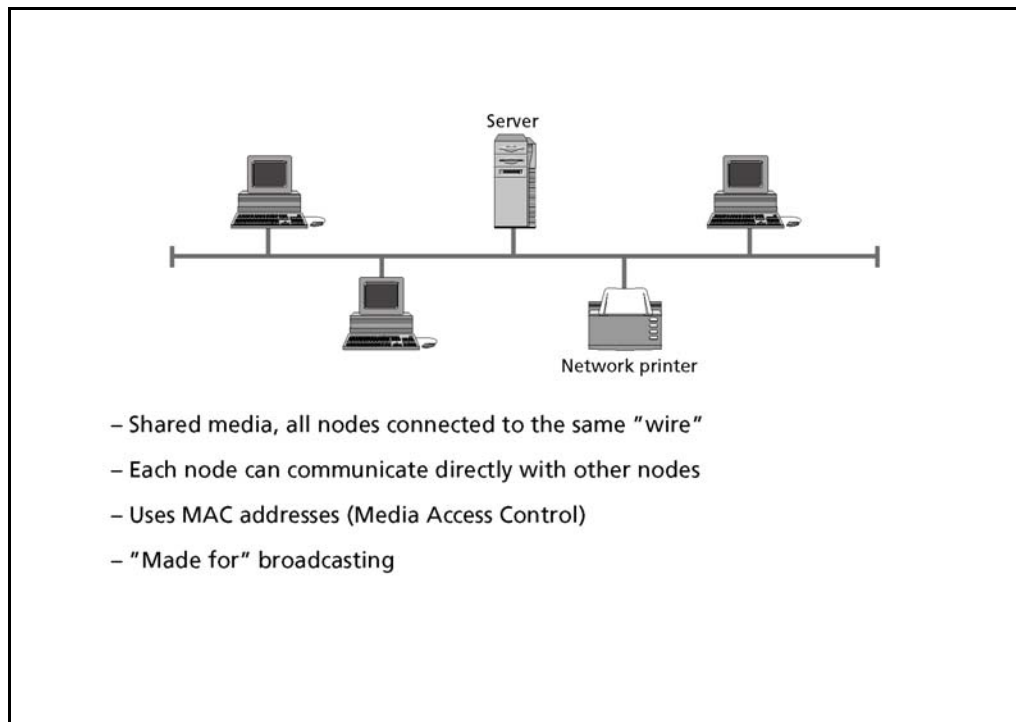 Server
Network printer
– Shared media, all nodes connected to the same ”wire”
– Each node can communicate directly with other nodes
– Uses MAC addresses (Media Access Control)
– ”Made for” broadcasting